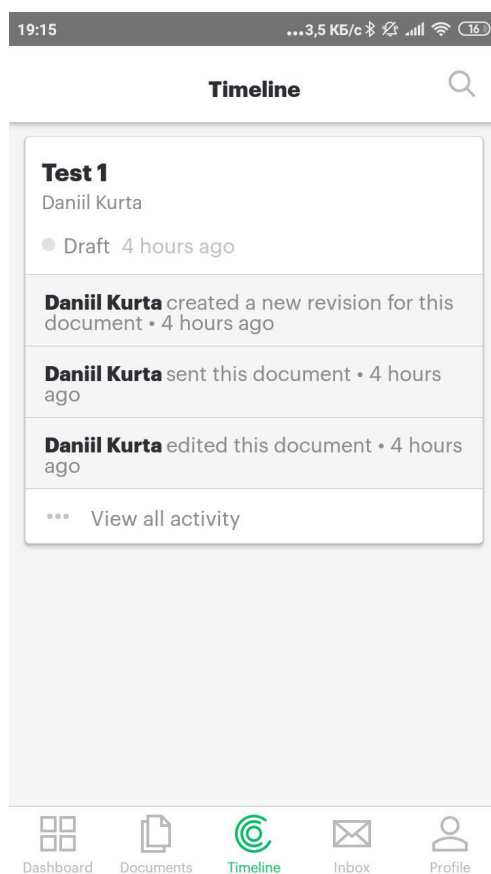 19:15 ...3,5 КБ/с 16
Timeline
Test 1
Daniil Kurta
Draft 4 hours ago
Daniil Kurta created a new revision for this
document • 4 hours ago
Daniil Kurta sent this document • 4 hours
ago
Daniil Kurta edited this document • 4 hours
ago
••• View all activity
Dashboard Documents Timeline Inbox Profile